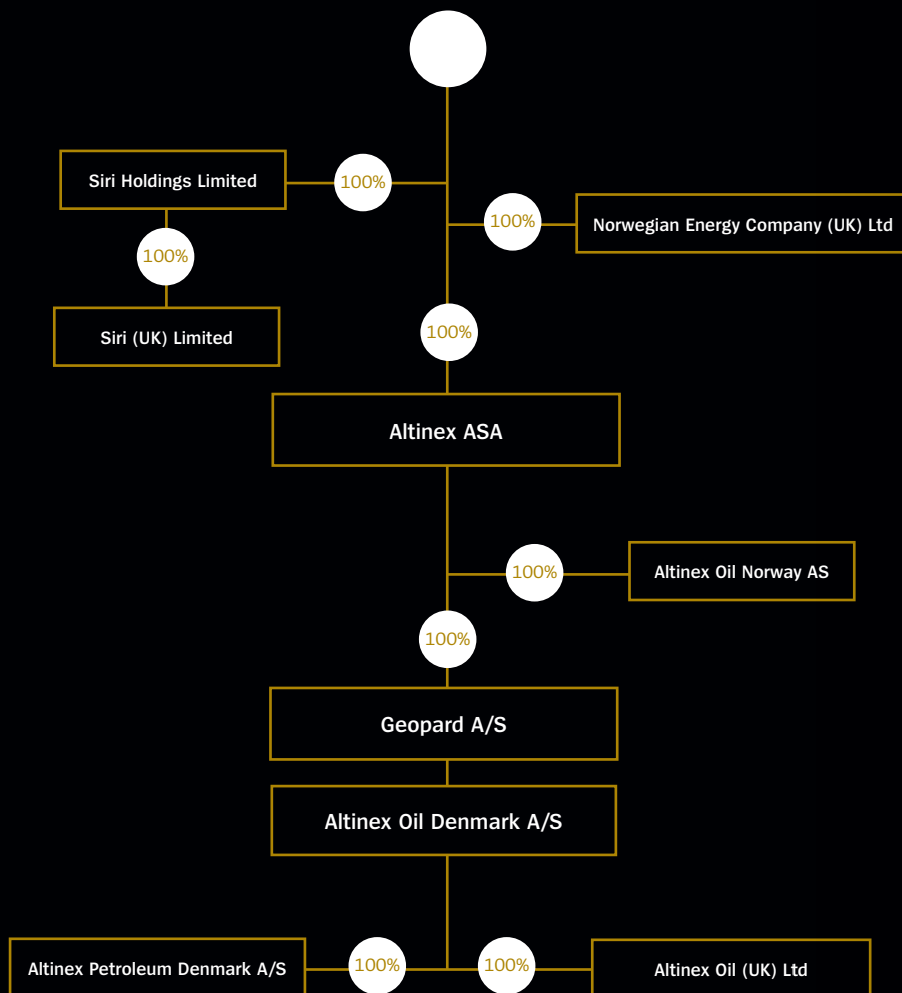 Siri Holdings Limited
100%
100%
Norwegian Energy Company (UK) Ltd
100%
Siri (UK) Limited
100%
Altinex ASA
100%
Altinex Oil Norway AS
100%
Geopard A/S
Altinex Oil Denmark A/S
Altinex Petroleum Denmark A/S
100%
100%
Altinex Oil (UK) Ltd